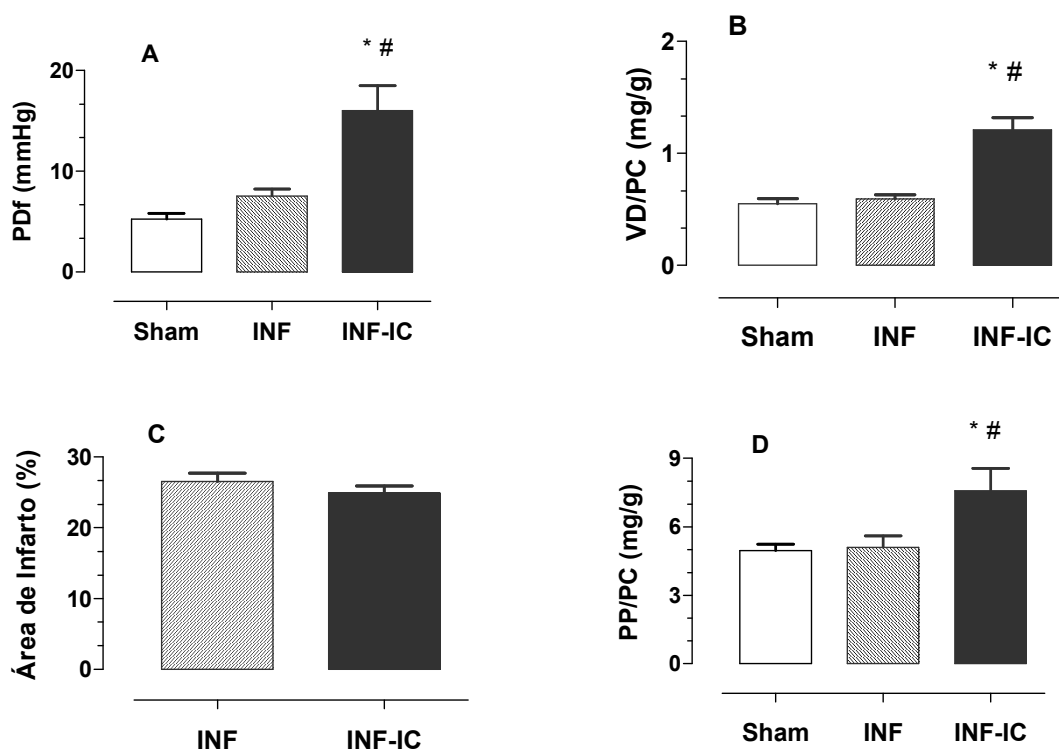 A
* #
PDf (mmHg)
20
10
0
Sham INF INF-IC
B
* #
VD/PC (mg/g)
2
1
0
Sham INF INF-IC
C
Área de Infarto (%)
30
20
10
0
INF INF-IC
D
* #
PP/PC (mg/g)
9
6
3
0
Sham INF INF-IC